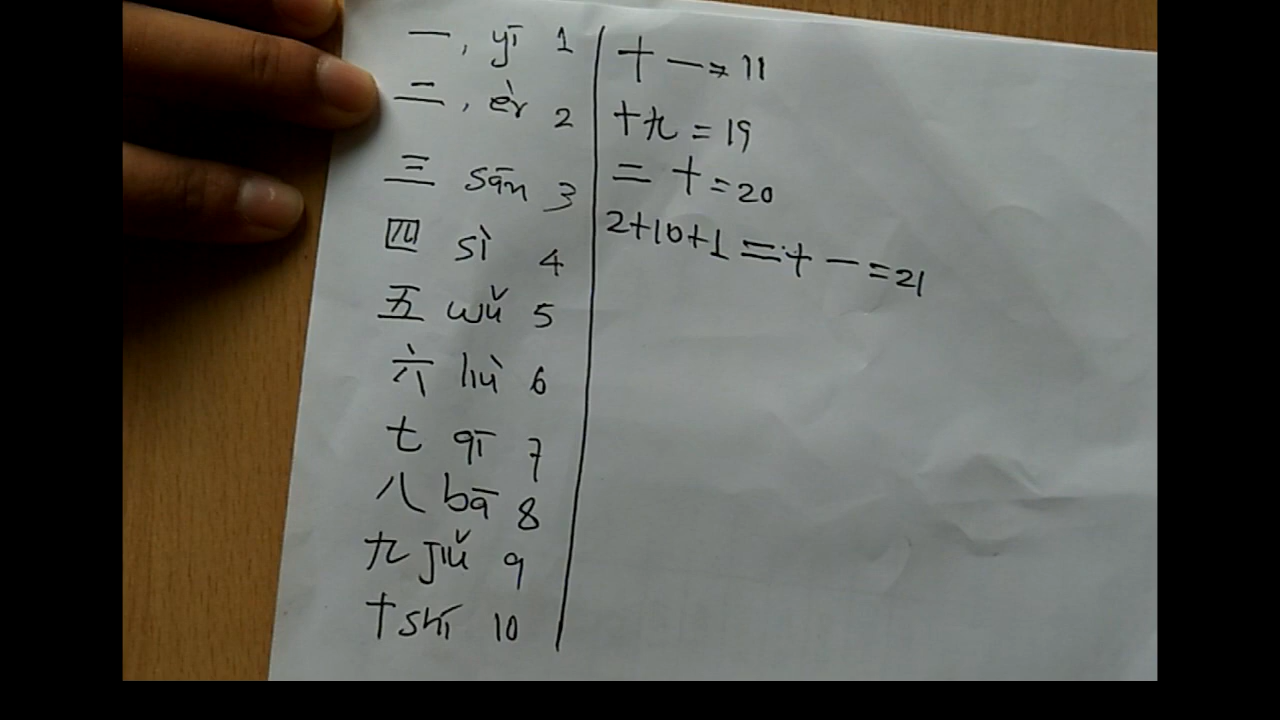 一, yī 1
二, èr 2
三 sān 3
四 sì 4
五 wǔ 5
六 liù 6
七 qī 7
八 bā 8
九 jiǔ 9
十 shí 10
十一=11
十九=19
二十=20
2+10+1 二十一=21